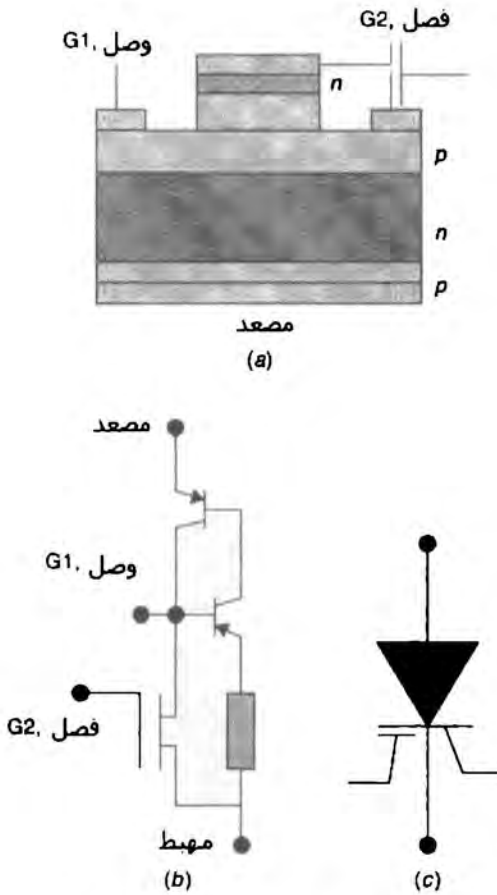 G1, وصل
G2, فصل
n
p
n
p
مصعد
(a)
مصعد
G1, وصل
G2, فصل
مهبط
(b)
(c)